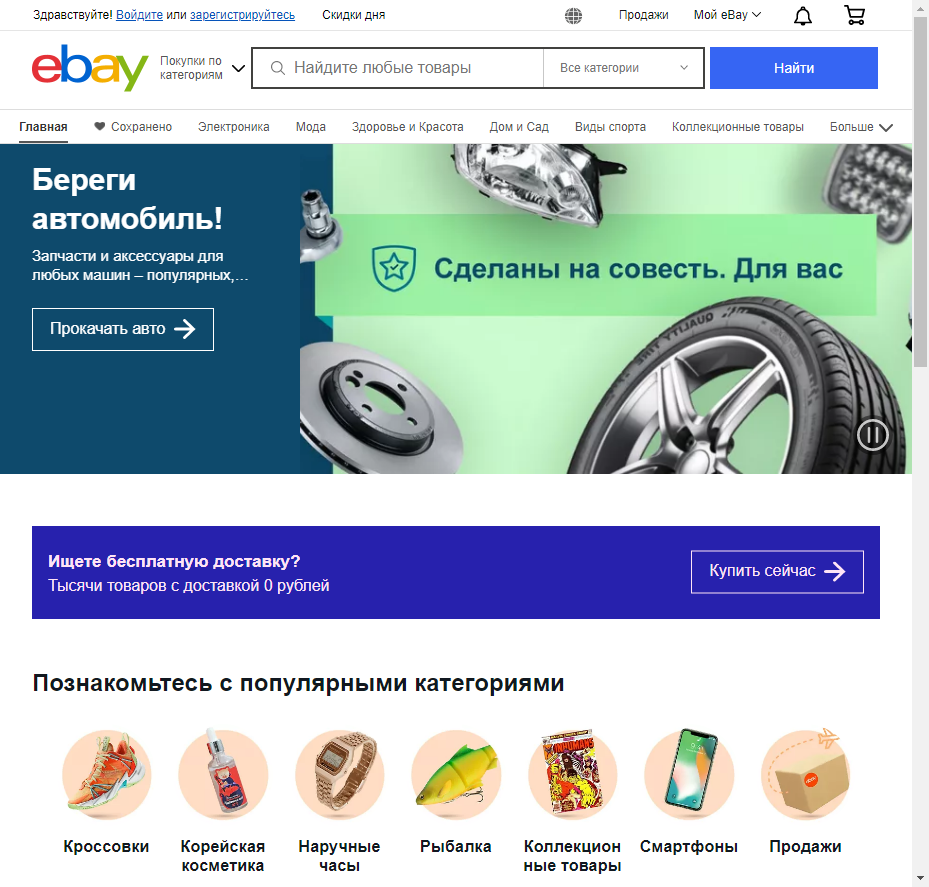 Здравствуйте! Войдите или зарегистрируйтесь Скидки дня Продажи Мой eBay
ebay
Покупки по
категориям
Найдите любые товары
Все категории
Найти
Главная Сохранено Электроника Мода Здоровье и Красота Дом и Сад Виды спорта Коллекционные товары Больше
Береги
автомобиль!
Запчасти и аксессуары для
любых машин – популярных,...
Прокачать авто
Сделаны на совесть. Для вас
QUALITY TIRE
Ищете бесплатную доставку?
Тысячи товаров с доставкой 0 рублей
Купить сейчас
Познакомьтесь с популярными категориями
INHUMANS
Кроссовки
Корейская
косметика
Наручные
часы
Рыбалка
Коллекцион
ные товары
Смартфоны
Продажи